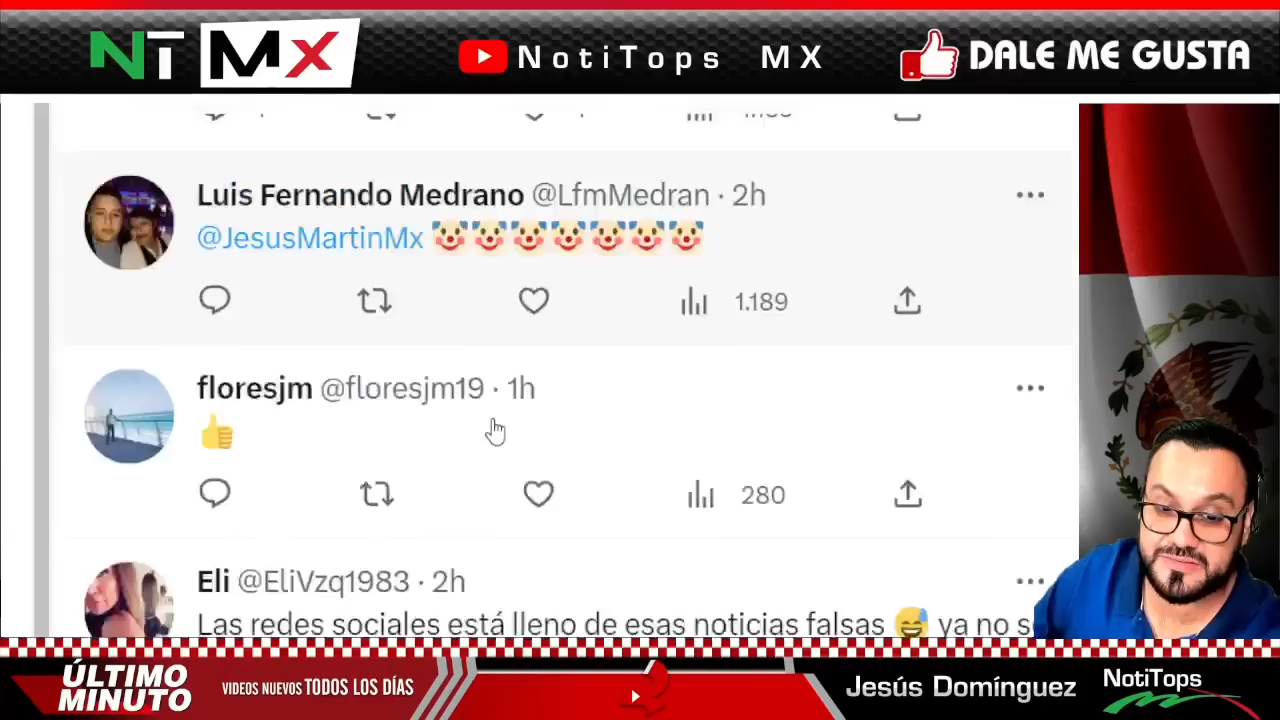 NT MX
NotiTops MX
DALE ME GUSTA
Luis Fernando Medrano @LfmMedran · 2h
@JesusMartinMx 🤡🤡🤡🤡🤡🤡🤡
1.189
floresjm @floresjm19 · 1h
👍
280
Eli @EliVzq1983 · 2h
Las redes sociales está lleno de esas noticias falsas 😅 ya no
ÚLTIMO
MINUTO
VIDEOS NUEVOS TODOS LOS DÍAS
Jesús Domínguez
NotiTops